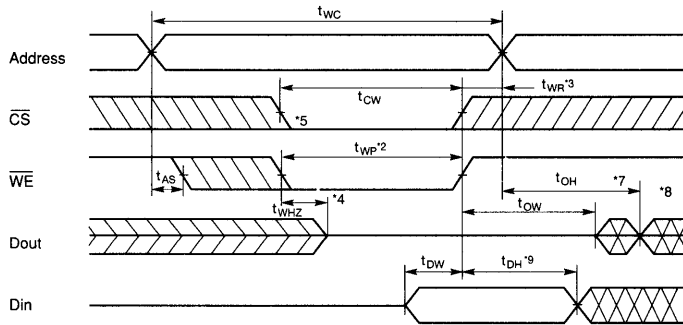 tWC
Address
tCW
tWR*3
CS
*5
tWP*2
WE
tAS
tWHZ
*4
tOH
*7
*8
tOW
Dout
tDW
tDH*9
Din